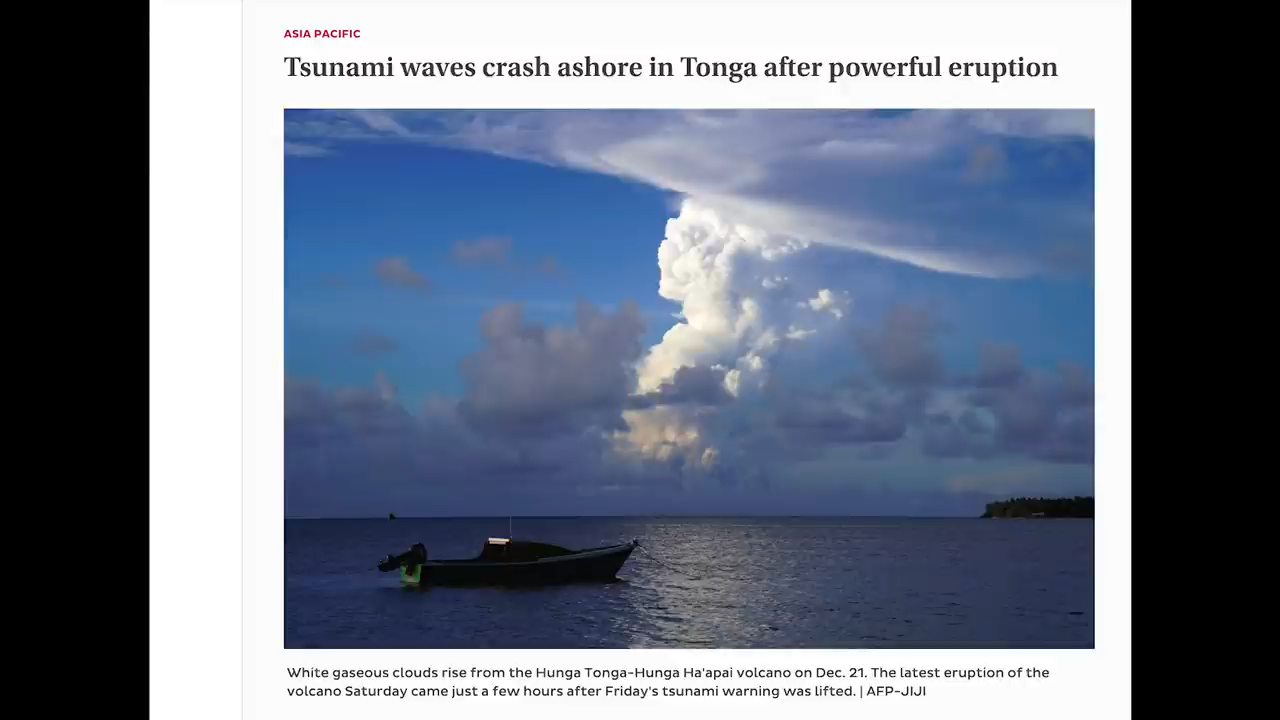 ASIA PACIFIC
Tsunami waves crash ashore in Tonga after powerful eruption
White gaseous clouds rise from the Hunga Tonga-Hunga Ha'apai volcano on Dec. 21. The latest eruption of the
volcano Saturday came just a few hours after Friday's tsunami warning was lifted. | AFP-JIJI